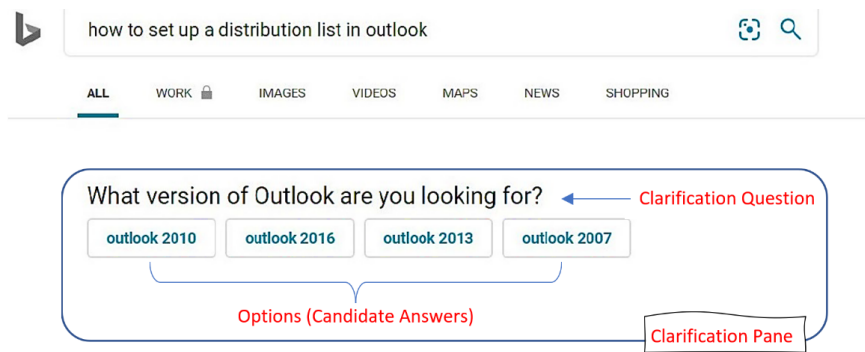 how to set up a distribution list in outlook
ALL WORK IMAGES VIDEOS MAPS NEWS SHOPPING
What version of Outlook are you looking for? Clarification Question
outlook 2010 outlook 2016 outlook 2013 outlook 2007
Options (Candidate Answers)
Clarification Pane